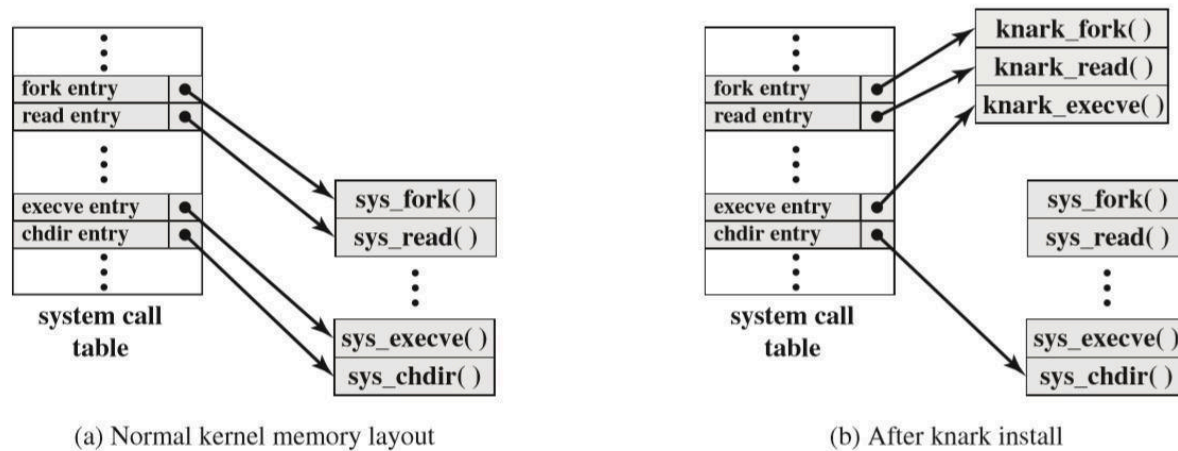 fork entry
read entry
execve entry
chdir entry
system call
table
sys_fork( )
sys_read( )
sys_execve( )
sys_chdir( )
(a) Normal kernel memory layout
fork entry
read entry
execve entry
chdir entry
system call
table
knark_fork( )
knark_read( )
knark_execve( )
sys_fork( )
sys_read( )
sys_execve( )
sys_chdir( )
(b) After knark install